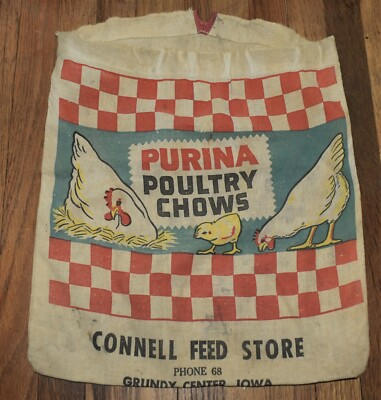 PURINA
POULTRY
CHOWS
CONNELL FEED STORE
PHONE 68
GRUNDY CENTER, IOWA